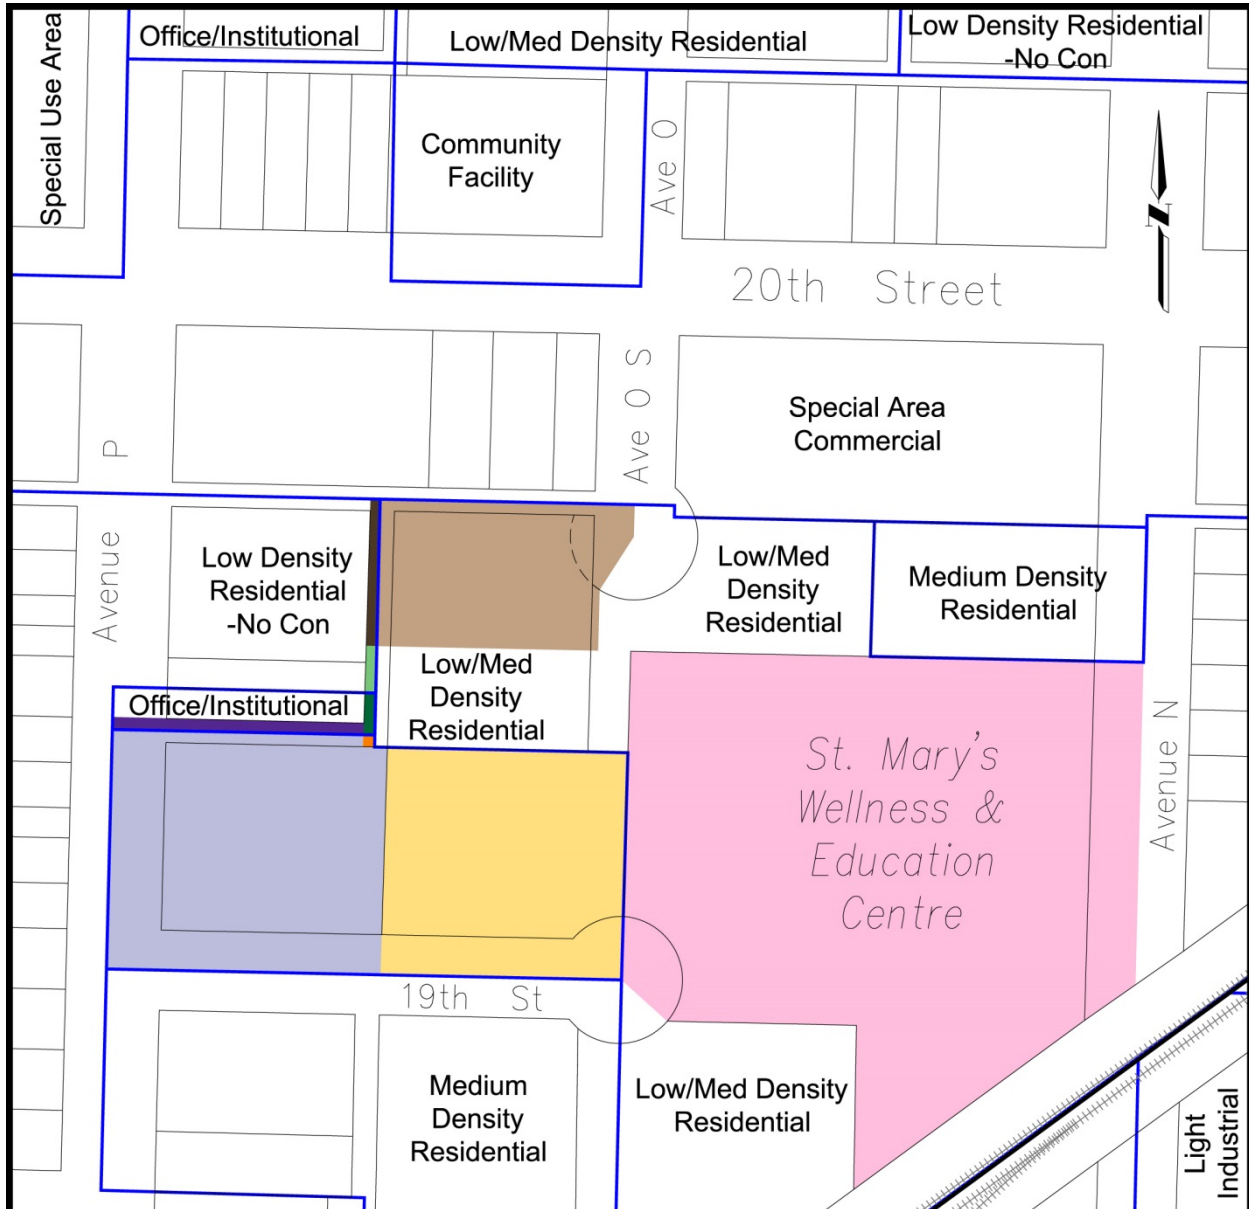 Special Use Area
Office/Institutional
Low/Med Density Residential
Low Density Residential
-No Con
Community
Facility
Ave O
N
20th Street
P
Avenue
Ave O S
Special Area
Commercial
Low Density
Residential
-No Con
Low/Med
Density
Residential
Medium Density
Residential
Low/Med
Density
Residential
Office/Institutional
St. Mary's
Wellness &
Education
Centre
Avenue N
19th St
Medium
Density
Residential
Low/Med Density
Residential
Light
Industrial